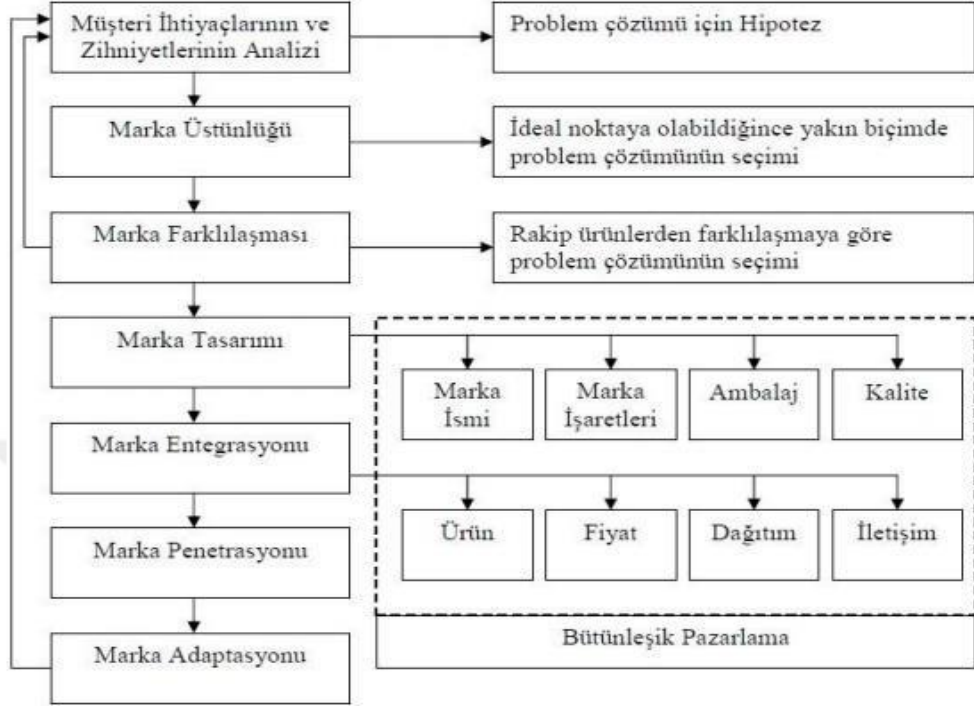 Müşteri İhtiyaçlarının ve
Zihniyetlerinin Analizi
Problem çözümü için Hipotez
Marka Üstünlüğü
İdeal noktaya olabildiğince yakın biçimde
problem çözümünün seçimi
Marka Farklılaşması
Rakip ürünlerden farklılaşmaya göre
problem çözümünün seçimi
Marka Tasarımı
Marka
İsmi
Marka
İşaretleri
Ambalaj
Kalite
Marka Entegrasyonu
Ürün
Fiyat
Dağıtım
İletişim
Marka Penetrasyonu
Bütünleşik Pazarlama
Marka Adaptasyonu